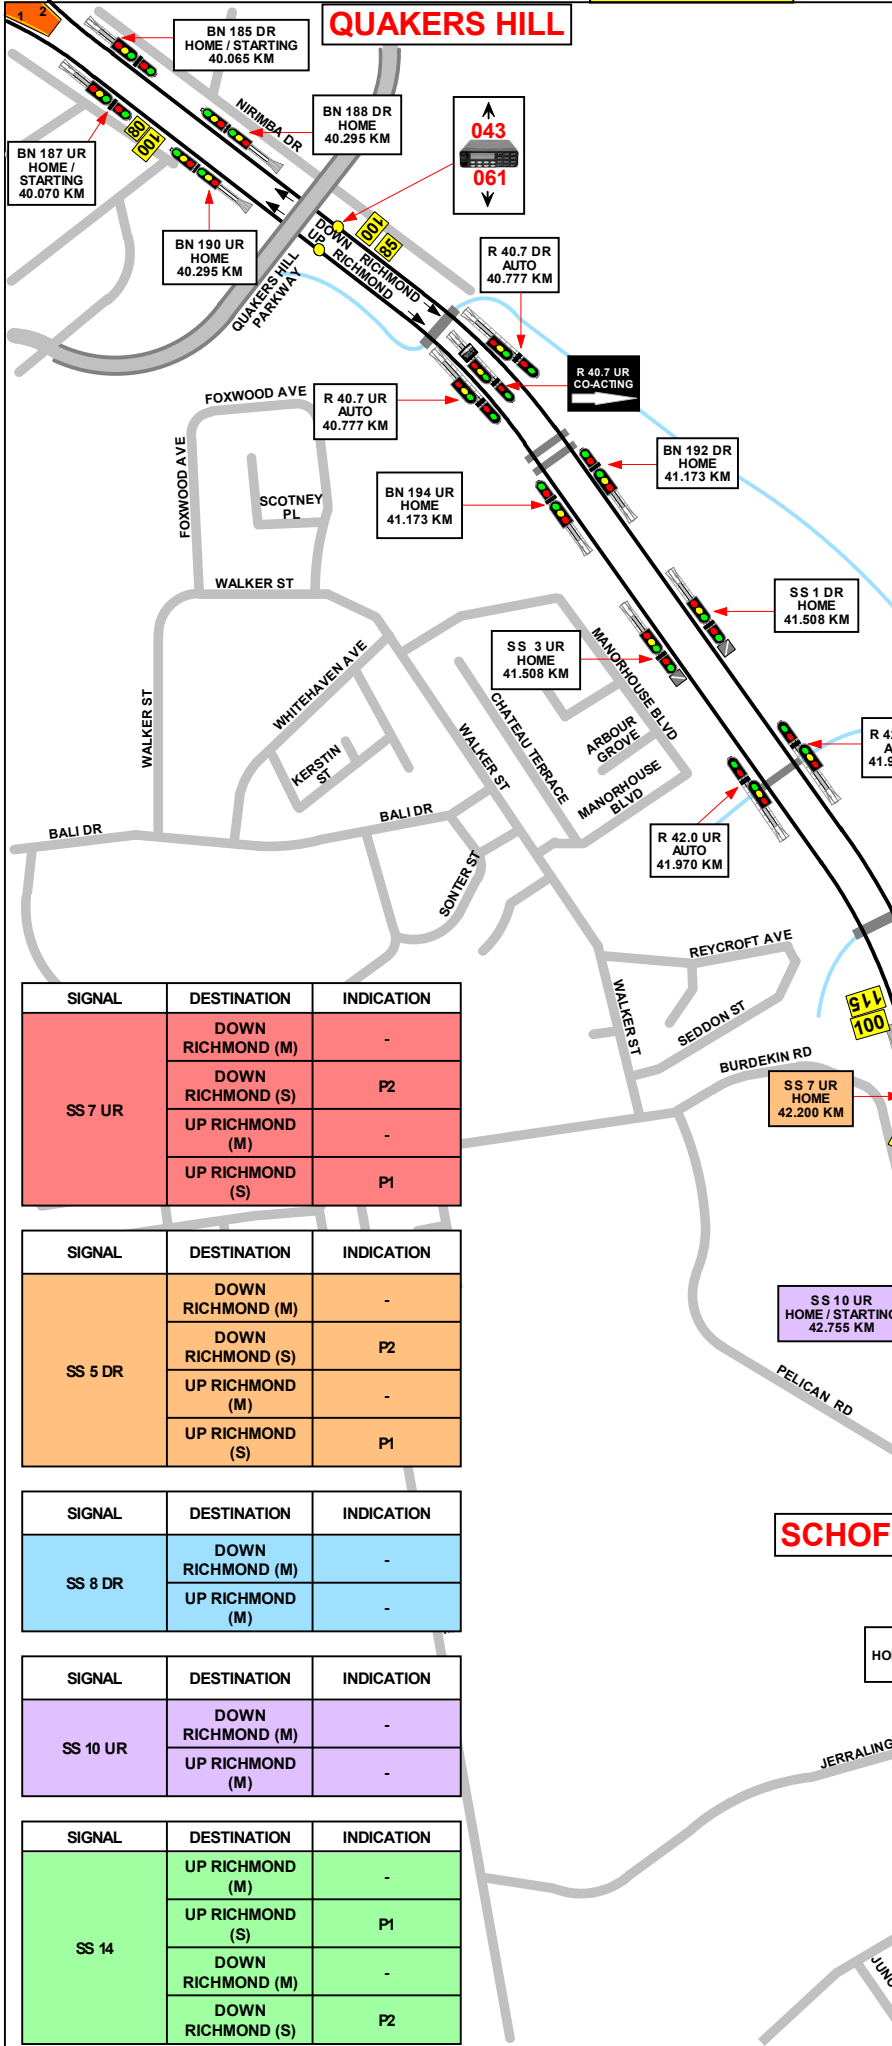 1 2
QUAKERS HILL
BN 185 DR
HOME / STARTING
40.065 KM
BN 188 DR
HOME
40.295 KM
NIRIMBA DR
043
061
BN 187 UR
HOME /
STARTING
40.070 KM
100
80
BN 190 UR
HOME
40.295 KM
100
85
DOWN RICHMOND
UP RICHMOND
QUAKERS HILL
PARKWAY
R 40.7 DR
AUTO
40.777 KM
R 40.7 UR
CO-ACTING
R 40.7 UR
AUTO
40.777 KM
FOXWOOD AVE
FOXWOOD AVE
SCOTNEY
PL
BN 192 DR
HOME
41.173 KM
BN 194 UR
HOME
41.173 KM
WALKER ST
SS 1 DR
HOME
41.508 KM
SS 3 UR
HOME
41.508 KM
MANORHOUSE BLVD
WHITEHAVEN AVE
WALKER ST
WALKER ST
CHATEAU TERRACE
ARBOUR
GROVE
KERSTIN
ST
MANORHOUSE
BLVD
R 42
A
41.9
BALI DR
BALI DR
R 42.0 UR
AUTO
41.970 KM
SONTER ST
REYCROFT AVE
WALKER ST
SEDDON ST
115
100
BURDEKIN RD
SS 7 UR
HOME
42.200 KM
SIGNAL DESTINATION INDICATION
DOWN
RICHMOND (M) -
DOWN
RICHMOND (S) P2
SS 7 UR
UP RICHMOND
(M) -
UP RICHMOND
(S) P1
SIGNAL DESTINATION INDICATION
DOWN
RICHMOND (M) -
DOWN
RICHMOND (S) P2
SS 5 DR
UP RICHMOND
(M) -
UP RICHMOND
(S) P1
SS 10 UR
HOME / STARTING
42.755 KM
PELICAN RD
SIGNAL DESTINATION INDICATION
DOWN
RICHMOND (M) -
SS 8 DR
UP RICHMOND
(M) -
SCHOF
HO
SIGNAL DESTINATION INDICATION
DOWN
RICHMOND (M) -
SS 10 UR
UP RICHMOND
(M) -
JERRALING
SIGNAL DESTINATION INDICATION
UP RICHMOND
(M) -
UP RICHMOND
(S) P1
SS 14
DOWN
RICHMOND (M) -
DOWN
RICHMOND (S) P2
JUNC